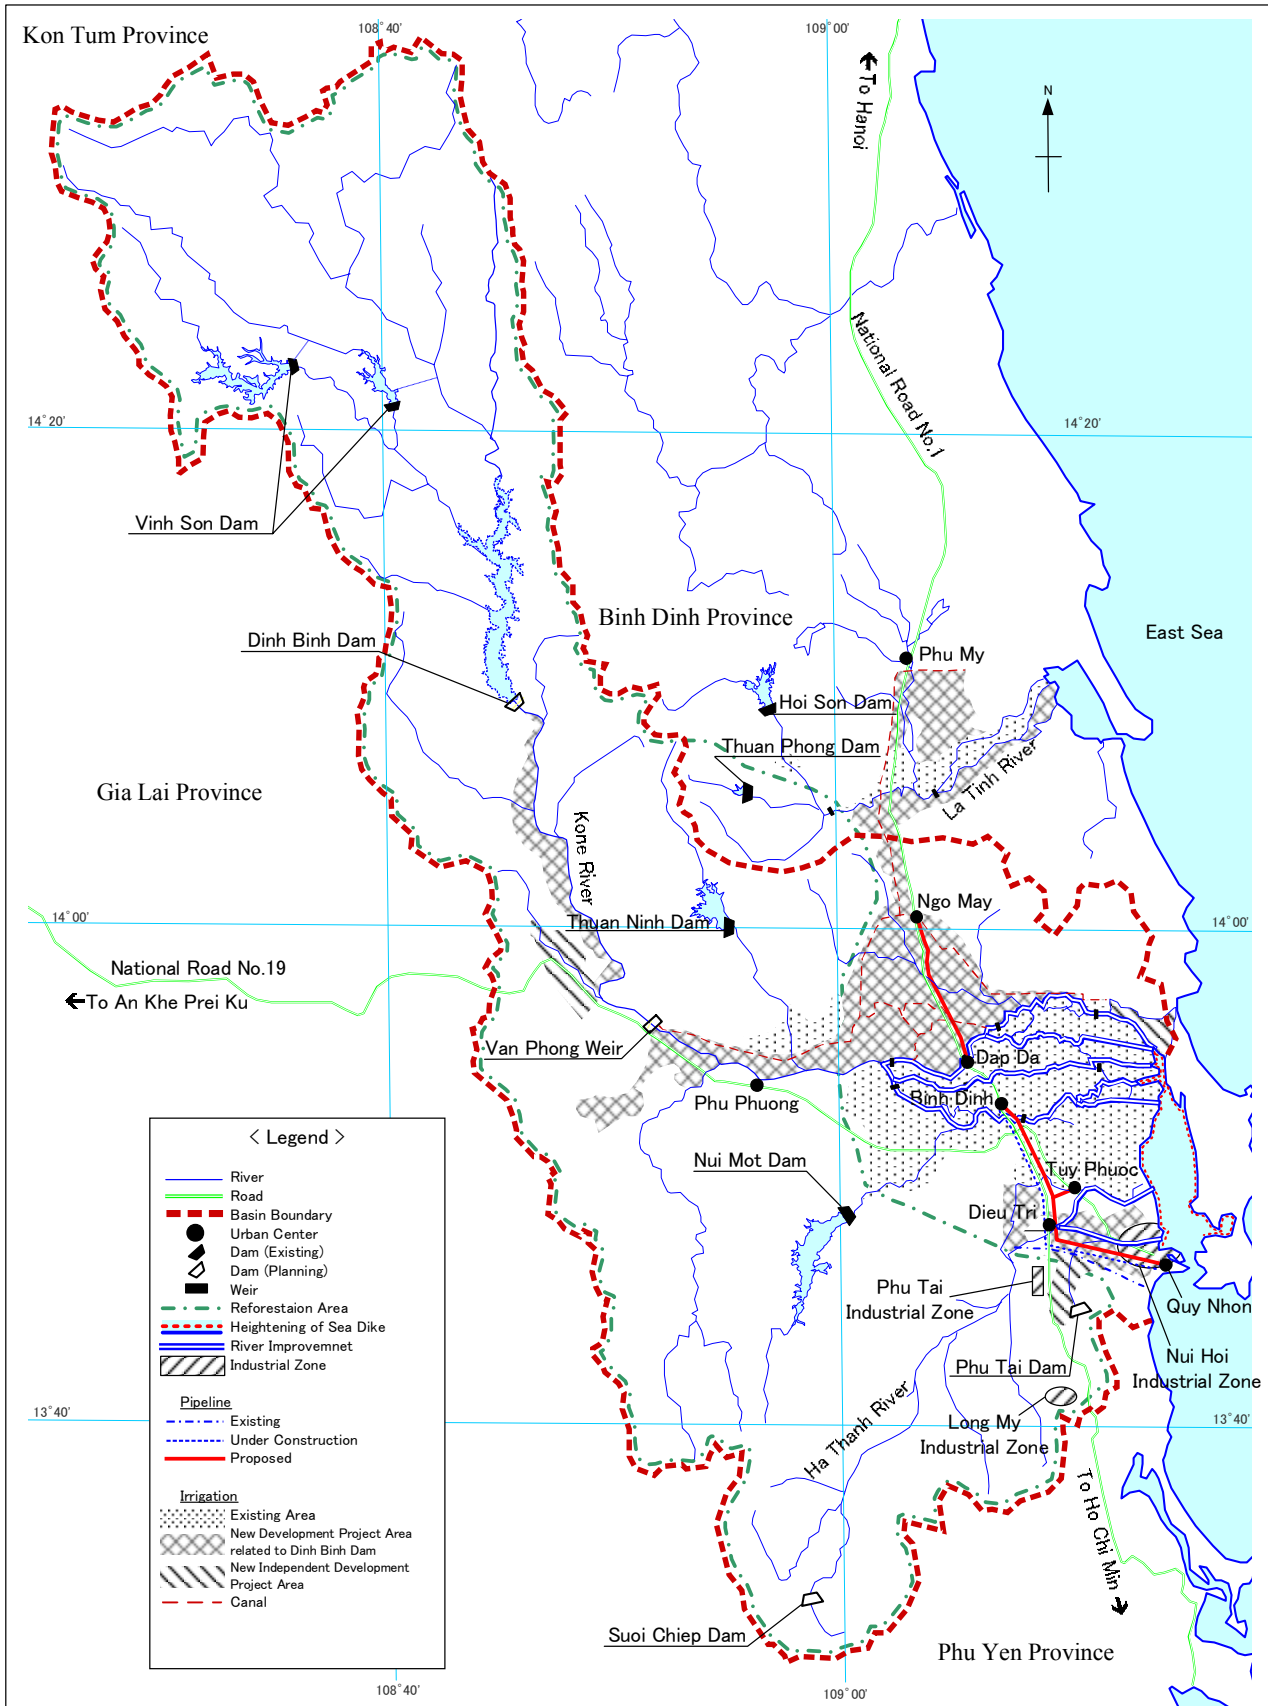 Kon Tum Province
108°40'
109°00'
To Hanoi
N
National Road No.1
14°20'
14°20'
Vinh Son Dam
Binh Dinh Province
East Sea
Dinh Binh Dam
Phu My
Hoi Son Dam
Thuan Phong Dam
La Tinh River
Gia Lai Province
Kone River
Ngo May
14°00'
Thuan Ninh Dam
14°00'
National Road No.19
To An Khe Prei Ku
Van Phong Weir
Dap Da
Phu Phuong
Binh Dinh
Nui Mot Dam
Tuy Phuoc
Dieu Tri
Phu Tai
Industrial Zone
Quy Nhon
Phu Tai Dam
Nui Hoi
Industrial Zone
Ha Thanh River
Long My
Industrial Zone
13°40'
13°40'
To Ho Chi Min
Suoi Chiep Dam
Phu Yen Province
108°40'
109°00'
< Legend >
River
Road
Basin Boundary
Urban Center
Dam (Existing)
Dam (Planning)
Weir
Reforestaion Area
Heightening of Sea Dike
River Improvemnet
Industrial Zone
Pipeline
Existing
Under Construction
Proposed
Irrigation
Existing Area
New Development Project Area
related to Dinh Binh Dam
New Independent Development
Project Area
Canal